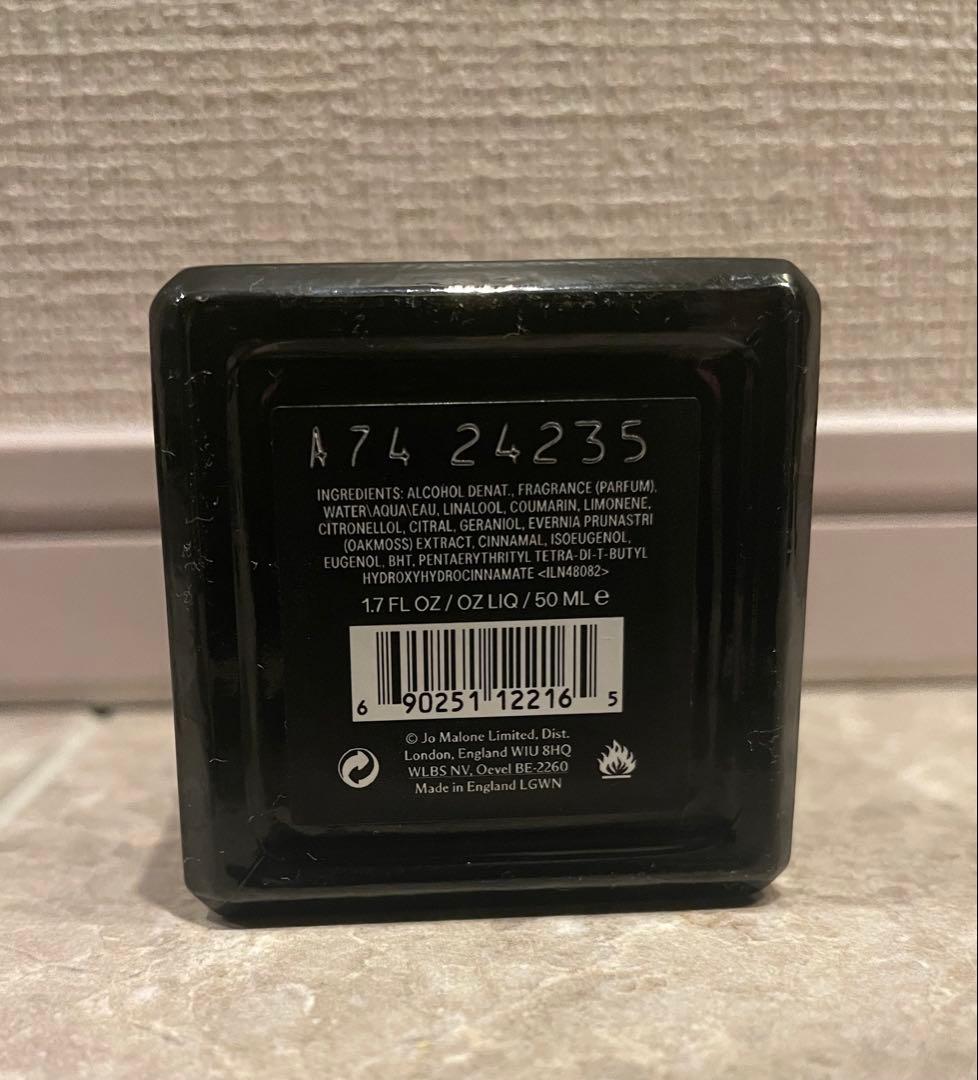 A74 24235
INGREDIENTS: ALCOHOL DENAT., FRAGRANCE (PARFUM),
WATER\AQUA\EAU, LINALOOL, COUMARIN, LIMONENE,
CITRONELLOL, CITRAL, GERANIOL, EVERNIA PRUNASTRI
(OAKMOSS) EXTRACT, CINNAMAL, ISOEUGENOL,
EUGENOL, BHT, PENTAERYTHRITYL TETRA-DI-T-BUTYL
HYDROXYHYDROCINNAMATE <ILN48082>
1.7 FL OZ / OZ LIQ / 50 ML ℮
6 90251 12216 5
© Jo Malone Limited, Dist.
London, England W1U 8HQ
WLBS NV, Oevel BE-2260
Made in England LGWN